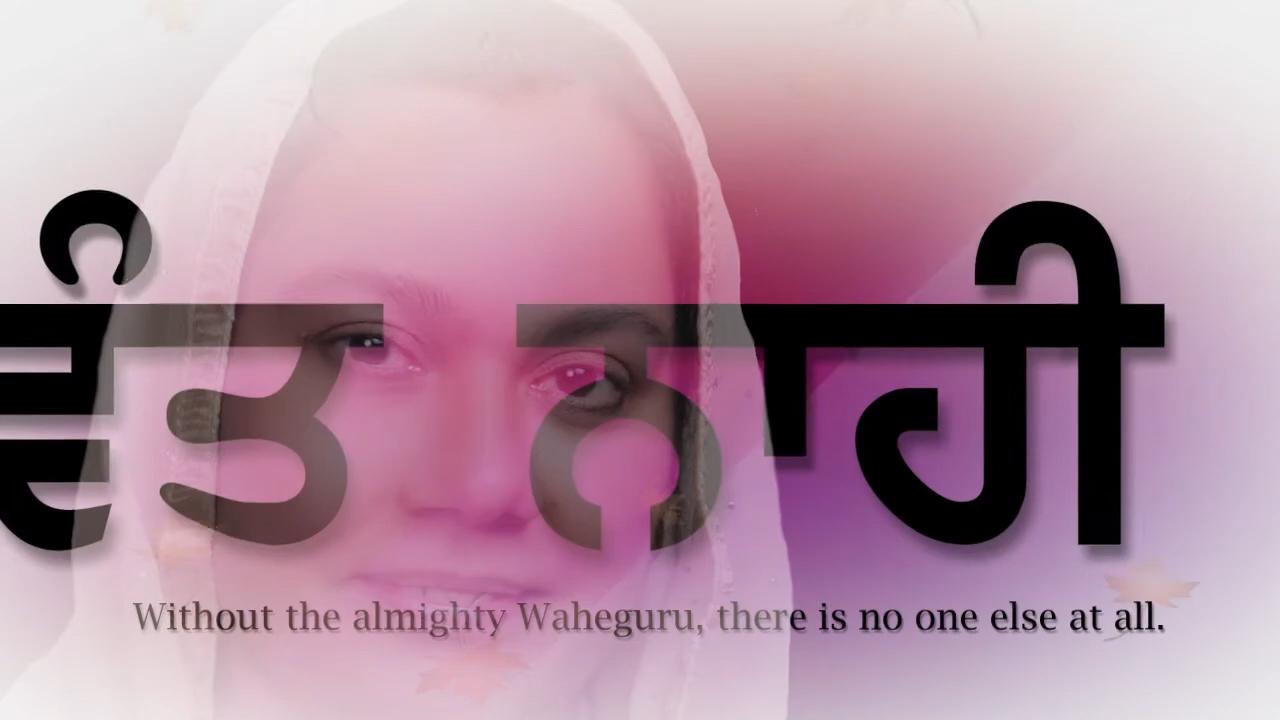 ਵੰਤ ਨਾਹੀ
Without the almighty Waheguru, there is no one else at all.